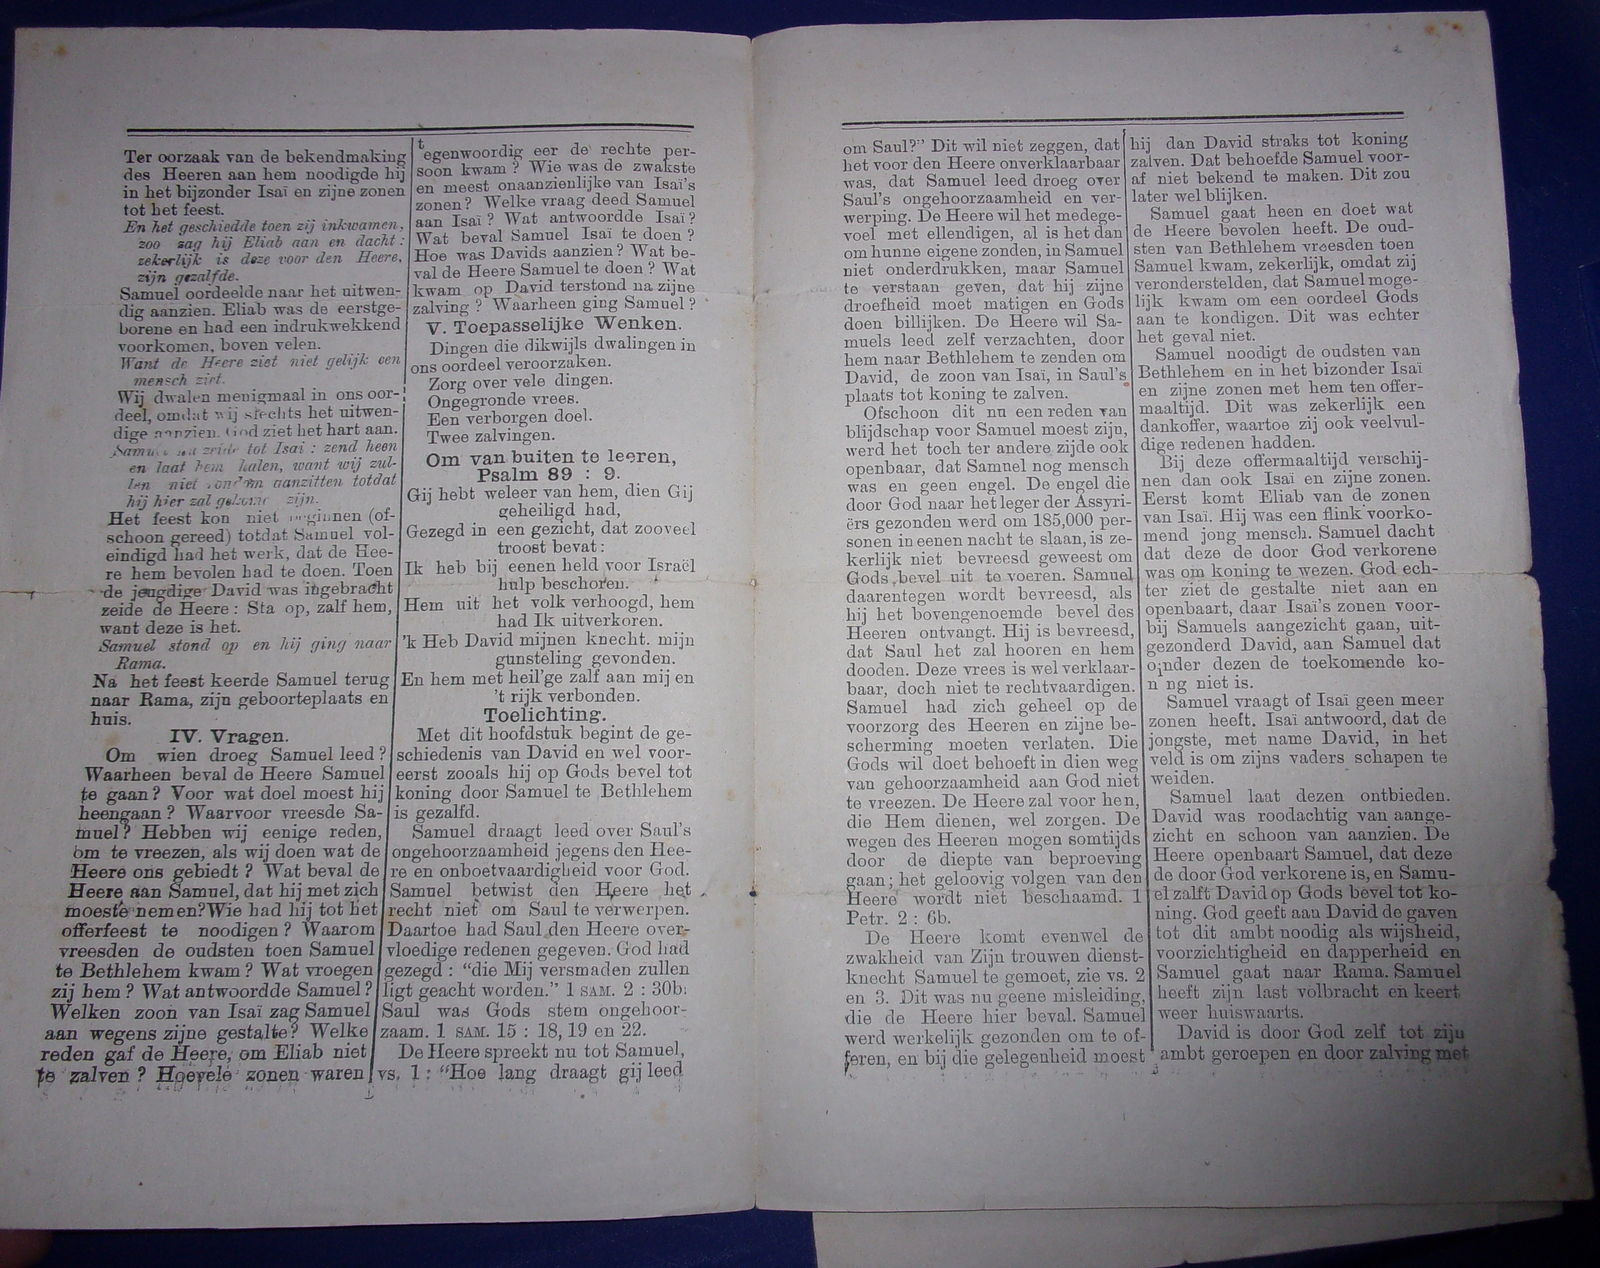 Ter oorzaak van de bekendmaking
des Heeren aan hem noodigde hij
in het bijzonder Isaï en zijne zonen
tot het feest.
En het geschiedde toen zij inkwamen,
zoo zag hij Eliab aan en dacht:
zekerlijk is deze voor den Heere,
zijn gezalfde.
Samuel oordeelde naar het uitwen-
dig aanzien. Eliab was de eerstge-
borene en had een indrukwekkend
voorkomen, boven velen.
Want de Heere ziet niet gelijk een
mensch ziet.
Wij dwalen menigmaal in ons oor-
deel, omdat wij slechts het uitwen-
dige aanzien. God ziet het hart aan.
zeide tot Isaï: zend heen
en laat hem halen, want wij zul-
len niet aanzitten totdat
hij hier zal zijn.
Het feest kon niet beginnen (of-
schoon gereed) totdat Samuel vol-
eindigd had het werk, dat de Hee-
re hem bevolen had te doen. Toen
de jeugdige David was ingebracht
zeide de Heere: Sta op, zalf hem,
want deze is het.
Samuel stond op en hij ging naar
Rama.
Na het feest keerde Samuel terug
naar Rama, zijn geboorteplaats en
huis.
IV. Vragen.
Om wien droeg Samuel leed?
Waarheen beval de Heere Samuel
te gaan? Voor wat doel moest hij
heengaan? Waarvoor vreesde Sa-
muel? Hebben wij eenige reden,
om te vreezen, als wij doen wat de
Heere ons gebiedt? Wat beval de
Heere aan Samuel, dat hij met zich
moeste nemen? Wie had hij tot het
offerfeest te noodigen? Waarom
vreesden de oudsten toen Samuel
te Bethlehem kwam? Wat vroegen
zij hem? Wat antwoordde Samuel?
Welken zoon van Isaï zag Samuel
aan wegens zijne gestalte? Welke
reden gaf de Heere, om Eliab niet
te zalven? Hoevele zonen waren
tegenwoordig eer de rechte per-
soon kwam? Wie was de zwakste
en meest onaanzienlijke van Isaï's
zonen? Welke vraag deed Samuel
aan Isaï? Wat antwoordde Isaï?
Wat beval Samuel Isaï te doen?
Hoe was Davids aanzien? Wat be-
val de Heere Samuel te doen? Wat
kwam op David terstond na zijne
zalving? Waarheen ging Samuel?
V. Toepasselijke Wenken.
Dingen die dikwijls dwalingen in
ons oordeel veroorzaken.
Zorg over vele dingen.
Ongegronde vrees.
Een verborgen doel.
Twee zalvingen.
Om van buiten te leeren,
Psalm 89 : 9.
Gij hebt weleer van hem, dien Gij
geheiligd had,
Gezegd in een gezicht, dat zooveel
troost bevat:
Ik heb bij eenen held voor Israël
hulp beschoren.
Hem uit het volk verhoogd, hem
had Ik uitverkoren.
'k Heb David mijnen knecht. mijn
gunsteling gevonden.
En hem met heil'ge zalf aan mij en
't rijk verbonden.
Toelichting.
Met dit hoofdstuk begint de ge-
schiedenis van David en wel voor-
eerst zooals hij op Gods bevel tot
koning door Samuel te Bethlehem
is gezalfd.
Samuel draagt leed over Saul's
ongehoorzaamheid jegens den Hee-
re en onboetvaardigheid voor God.
Samuel betwist den Heere het
recht niet om Saul te verwerpen.
Daartoe had Saul den Heere over-
vloedige redenen gegeven. God had
gezegd: "die Mij versmaden zullen
ligt geacht worden." 1 SAM. 2 : 30b.
Saul was Gods stem ongehoor-
zaam. 1 SAM. 15 : 18, 19 en 22.
De Heere spreekt nu tot Samuel,
vs. 1: "Hoe lang draagt gij leed
om Saul?" Dit wil niet zeggen, dat
het voor den Heere onverklaarbaar
was, dat Samuel leed droeg over
Saul's ongehoorzaamheid en ver-
werping. De Heere wil het medege-
voel met ellendigen, al is het dan
om hunne eigene zonden, in Samuel
niet onderdrukken, maar Samuel
te verstaan geven, dat hij zijne
droefheid moet matigen en Gods
doen billijken. De Heere wil Sa-
muels leed zelf verzachten, door
hem naar Bethlehem te zenden om
David, de zoon van Isaï, in Saul's
plaats tot koning te zalven.
Ofschoon dit nu een reden van
blijdschap voor Samuel moest zijn,
werd het toch ter andere zijde ook
openbaar, dat Samuel nog mensch
was en geen engel. De engel die
door God naar het leger der Assyri-
ërs gezonden werd om 185,000 per-
sonen in eenen nacht te slaan, is ze-
kerlijk niet bevreesd geweest om
Gods bevel uit te voeren. Samuel
daarentegen wordt bevreesd, als
hij het bovengenoemde bevel des
Heeren ontvangt. Hij is bevreesd,
dat Saul het zal hooren en hem
dooden. Deze vrees is wel verklaar-
baar, doch niet te rechtvaardigen.
Samuel had zich geheel op de
voorzorg des Heeren en zijne be-
scherming moeten verlaten. Die
Gods wil doet behoeft in dien weg
van gehoorzaamheid aan God niet
te vreezen. De Heere zal voor hen,
die Hem dienen, wel zorgen. De
wegen des Heeren mogen somtijds
door de diepte van beproeving
gaan; het geloovig volgen van den
Heere wordt niet beschaamd. 1
Petr. 2 : 6b.
De Heere komt evenwel de
zwakheid van Zijn trouwen dienst-
knecht Samuel te gemoet, zie vs. 2
en 3. Dit was nu geene misleiding,
die de Heere hier beval. Samuel
werd werkelijk gezonden om te of-
feren, en bij die gelegenheid moest
hij dan David straks tot koning
zalven. Dat behoefde Samuel voor-
af niet bekend te maken. Dit zou
later wel blijken.
Samuel gaat heen en doet wat
de Heere bevolen heeft. De oud-
sten van Bethlehem vreesden toen
Samuel kwam, zekerlijk, omdat zij
veronderstelden, dat Samuel moge-
lijk kwam om een oordeel Gods
aan te kondigen. Dit was echter
het geval niet.
Samuel noodigt de oudsten van
Bethlehem en in het bizonder Isaï
en zijne zonen met hem ten offer-
maaltijd. Dit was zekerlijk een
dankoffer, waartoe zij ook veelvul-
dige redenen hadden.
Bij deze offermaaltijd verschij-
nen dan ook Isaï en zijne zonen.
Eerst komt Eliab van de zonen
van Isaï. Hij was een flink voorko-
mend jong mensch. Samuel dacht
dat deze de door God verkorene
was om koning te wezen. God ech-
ter ziet de gestalte niet aan en
openbaart, daar Isaï's zonen voor-
bij Samuels aangezicht gaan, uit-
gezonderd David, aan Samuel dat
onder dezen de toekomende ko-
n ng niet is.
Samuel vraagt of Isaï geen meer
zonen heeft. Isaï antwoord, dat de
jongste, met name David, in het
veld is om zijns vaders schapen te
weiden.
Samuel laat dezen ontbieden.
David was roodachtig van aange-
zicht en schoon van aanzien. De
Heere openbaart Samuel, dat deze
de door God verkorene is, en Samu-
el zalft David op Gods bevel tot ko-
ning. God geeft aan David de gaven
tot dit ambt noodig als wijsheid,
voorzichtigheid en dapperheid en
Samuel gaat naar Rama. Samuel
heeft zijn last volbracht en keert
weer huiswaarts.
David is door God zelf tot zijn
ambt geroepen en door zalving met